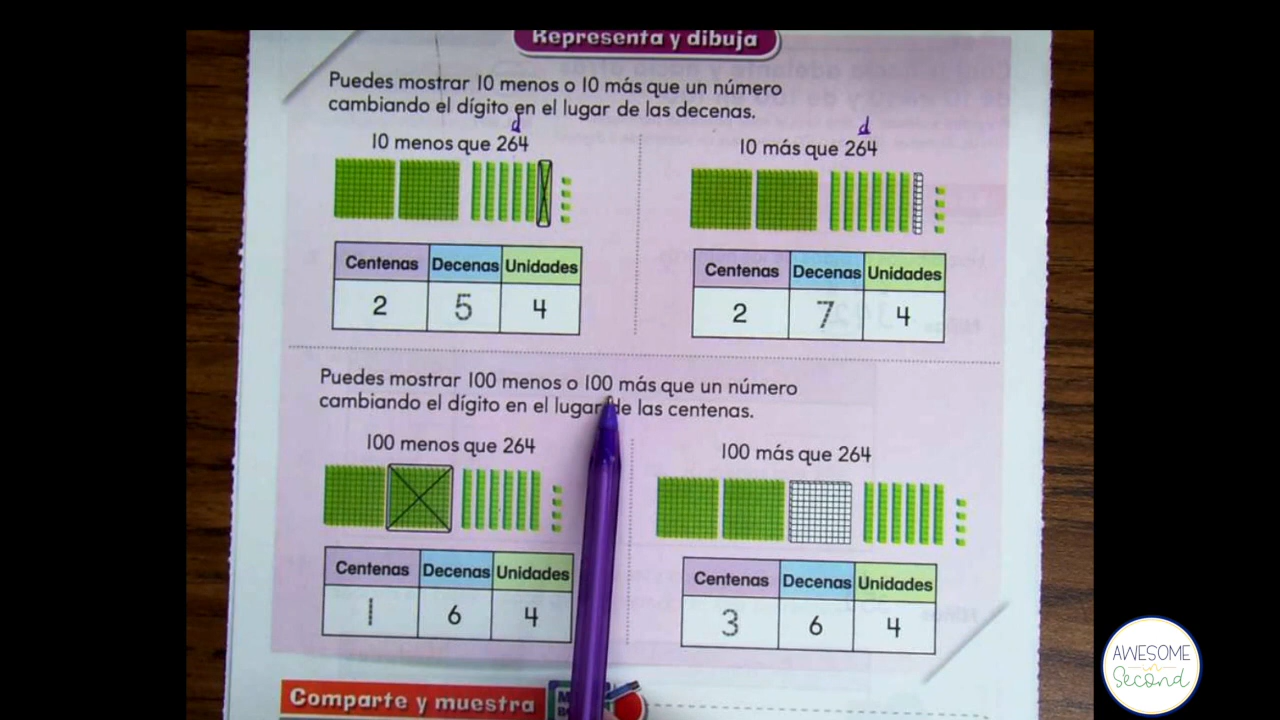 Representa y dibuja
Puedes mostrar 10 menos o 10 más que un número
cambiando el dígito en el lugar de las decenas.
d
10 menos que 264
Centenas Decenas Unidades
2 5 4
d
10 más que 264
Centenas Decenas Unidades
2 7 4
Puedes mostrar 100 menos o 100 más que un número
cambiando el dígito en el lugar de las centenas.
100 menos que 264
Centenas Decenas Unidades
1 6 4
100 más que 264
Centenas Decenas Unidades
3 6 4
Comparte y muestra
AWESOME
in
Second